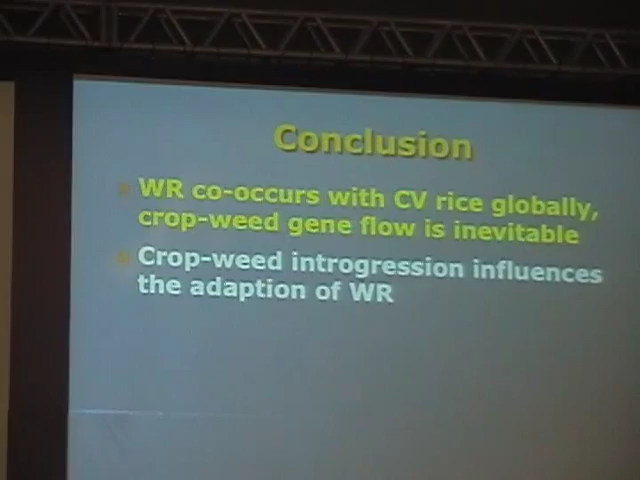 Conclusion
WR co-occurs with CV rice globally,
crop-weed gene flow is inevitable
Crop-weed introgression influences
the adaption of WR